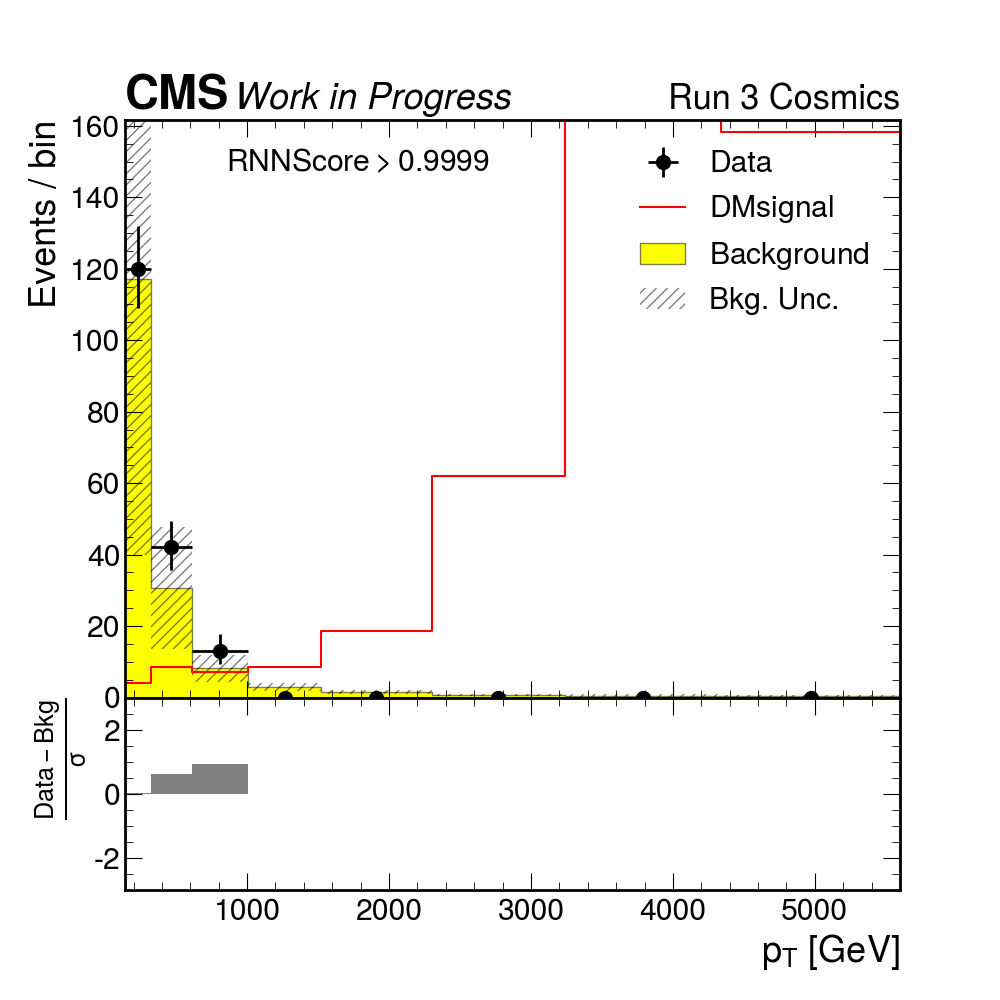 CMS Work in Progress
Run 3 Cosmics
Events / bin
160
140
120
100
80
60
40
20
0
RNNScore > 0.9999
Data
DMsignal
Background
Bkg. Unc.
Data – Bkg
σ
2
0
-2
1000 2000 3000 4000 5000
pT [GeV]